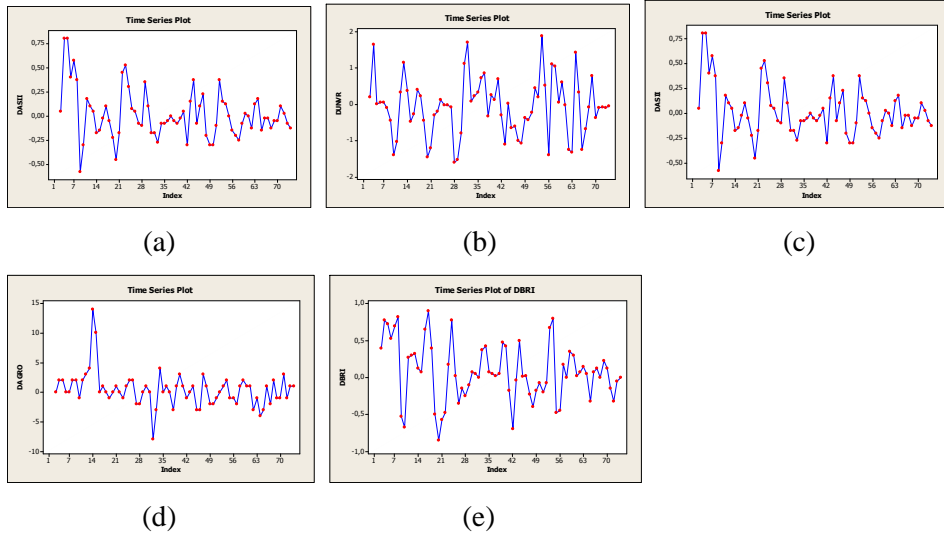 Time Series Plot
0,75
0,50
0,25
0,00
-0,25
-0,50
DASII
1 7 14 21 28 35 42 49 56 63 70
Index
(a)
Time Series Plot
2
1
0
-1
-2
1 7 14 21 28 35 42 49 56 63 70
Index
(b)
Time Series Plot
0,75
0,50
0,25
0,00
-0,25
-0,50
DASII
1 7 14 21 28 35 42 49 56 63 70
Index
(c)
Time Series Plot
15
10
5
0
-5
-10
DAGRO
1 7 14 21 28 35 42 49 56 63 70
Index
(d)
Time Series Plot of DBRI
1,0
0,5
0,0
-0,5
-1,0
DBRI
1 7 14 21 28 35 42 49 56 63 70
Index
(e)